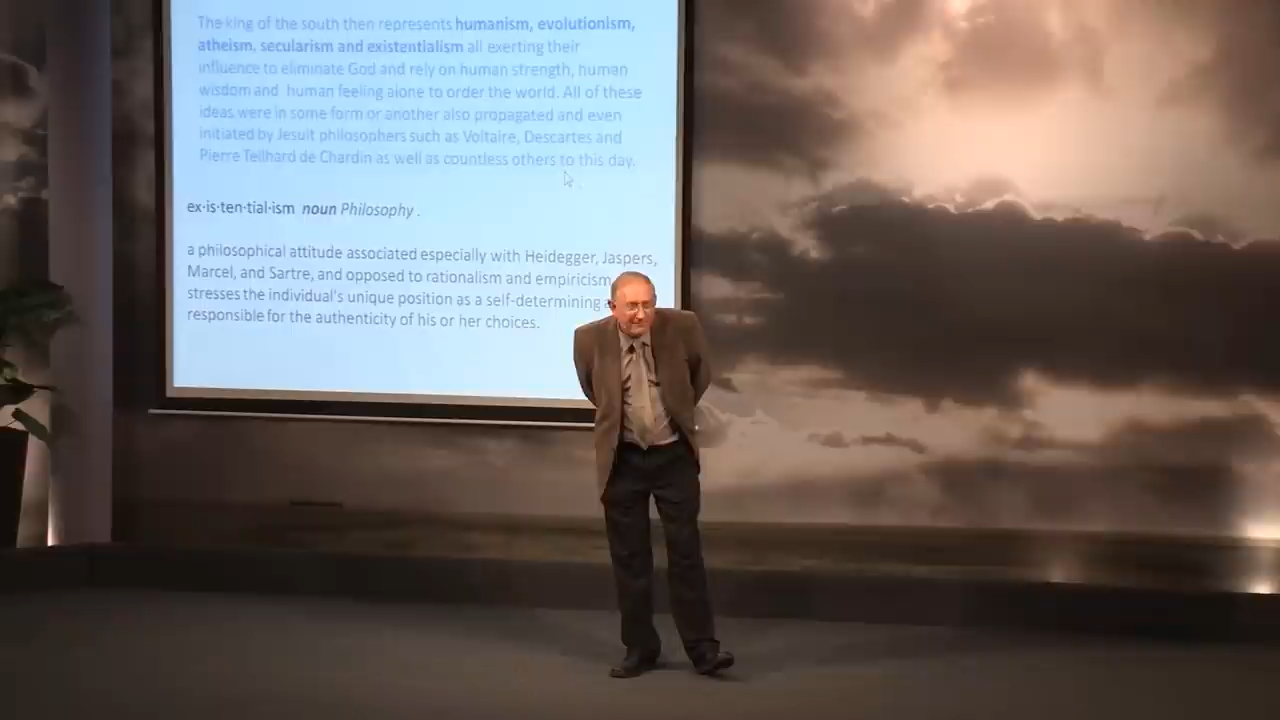 The king of the south then represents humanism, evolutionism,
atheism, secularism and existentialism all exerting their
influence to eliminate God and rely on human strength, human
wisdom and human feeling alone to order the world. All of these
ideas were in some form or another also propagated and even
initiated by Jesuit philosophers such as Voltaire, Descartes and
Pierre Teilhard de Chardin as well as countless others to this day.
ex·is·ten·tial·ism noun Philosophy .
a philosophical attitude associated especially with Heidegger, Jaspers,
Marcel, and Sartre, and opposed to rationalism and empiricism
stresses the individual's unique position as a self-determining
responsible for the authenticity of his or her choices.